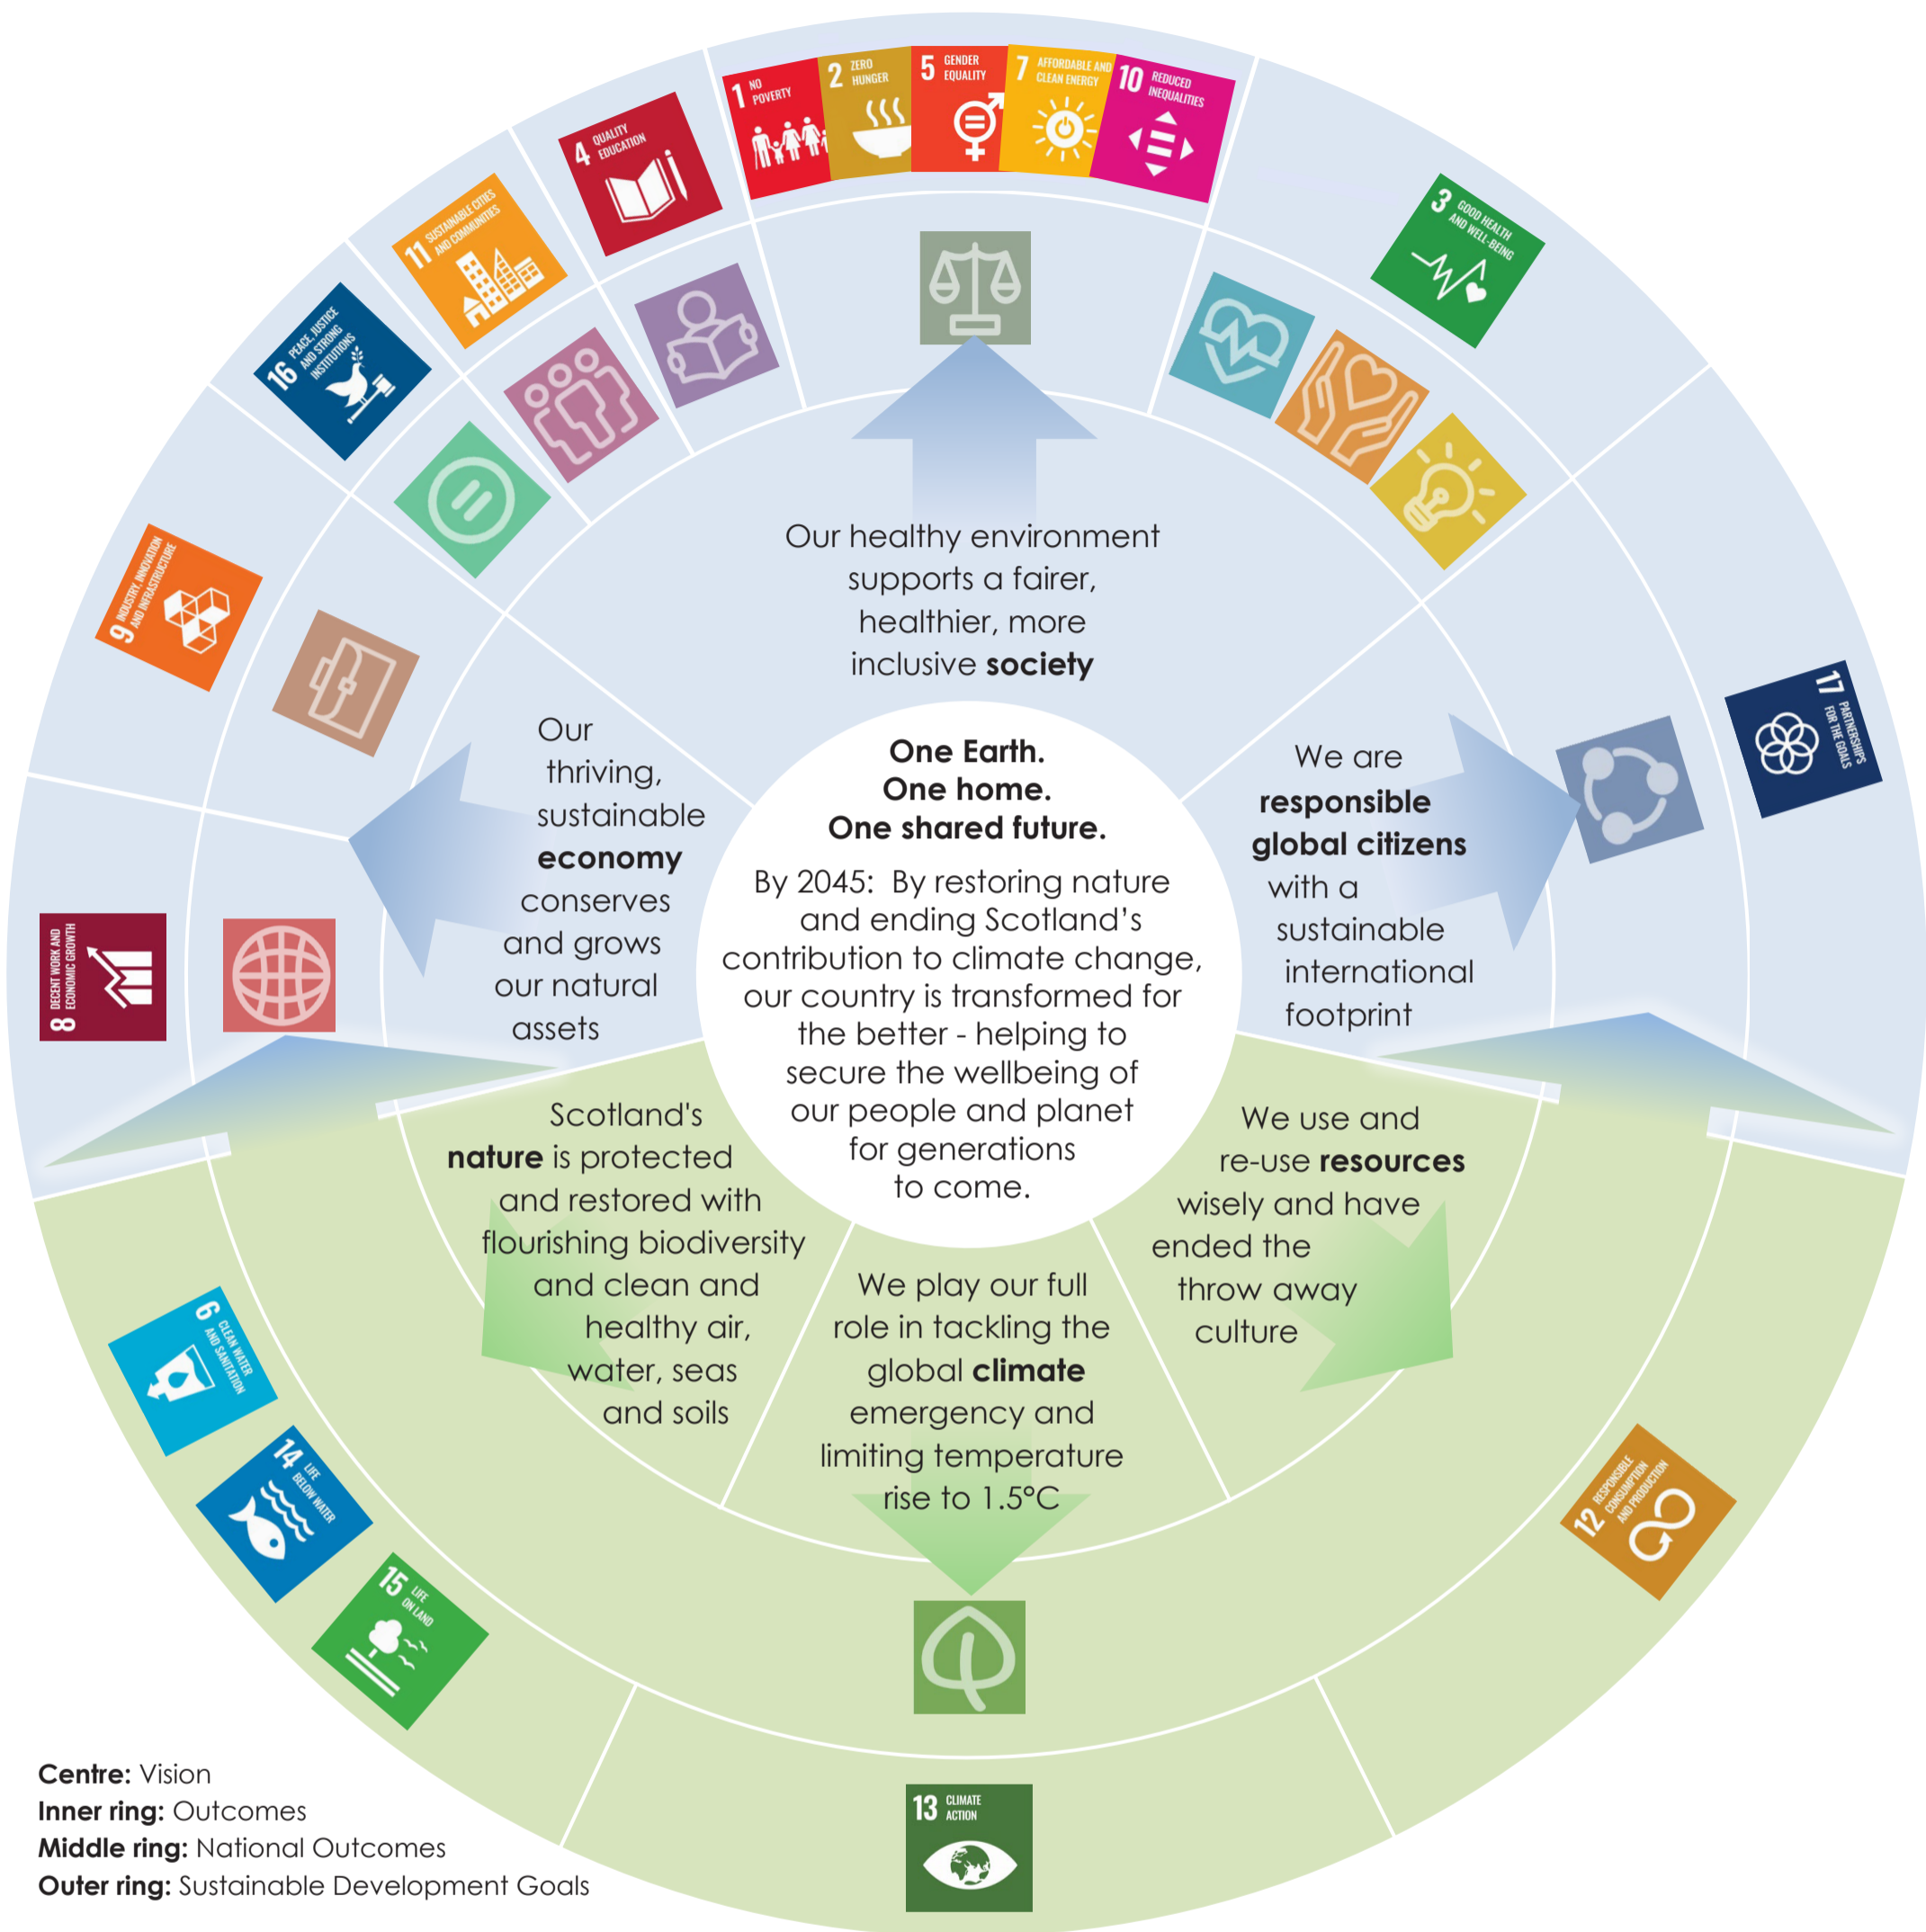 1 NO
POVERTY
2 ZERO
HUNGER
5 GENDER
EQUALITY
7 AFFORDABLE AND
CLEAN ENERGY
10 REDUCED
INEQUALITIES
3 GOOD HEALTH
AND WELL-BEING
4 QUALITY
EDUCATION
11 SUSTAINABLE CITIES
AND COMMUNITIES
16 PEACE, JUSTICE
AND STRONG
INSTITUTIONS
9 INDUSTRY, INNOVATION
AND INFRASTRUCTURE
8 DECENT WORK AND
ECONOMIC GROWTH
17 PARTNERSHIPS
FOR THE GOALS
Our healthy environment
supports a fairer,
healthier, more
inclusive society
Our
thriving,
sustainable
economy
conserves
and grows
our natural
assets
One Earth.
One home.
One shared future.
By 2045: By restoring nature
and ending Scotland's
contribution to climate change,
our country is transformed for
the better - helping to
secure the wellbeing of
our people and planet
for generations
to come.
We are
responsible
global citizens
with a
sustainable
international
footprint
Scotland's
nature is protected
and restored with
flourishing biodiversity
and clean and
healthy air,
water, seas
and soils
We play our full
role in tackling the
global climate
emergency and
limiting temperature
rise to 1.5°C
We use and
re-use resources
wisely and have
ended the
throw away
culture
6 CLEAN WATER
AND SANITATION
14 LIFE
BELOW WATER
15 LIFE
ON LAND
12 RESPONSIBLE
CONSUMPTION
AND PRODUCTION
13 CLIMATE
ACTION
Centre: Vision
Inner ring: Outcomes
Middle ring: National Outcomes
Outer ring: Sustainable Development Goals